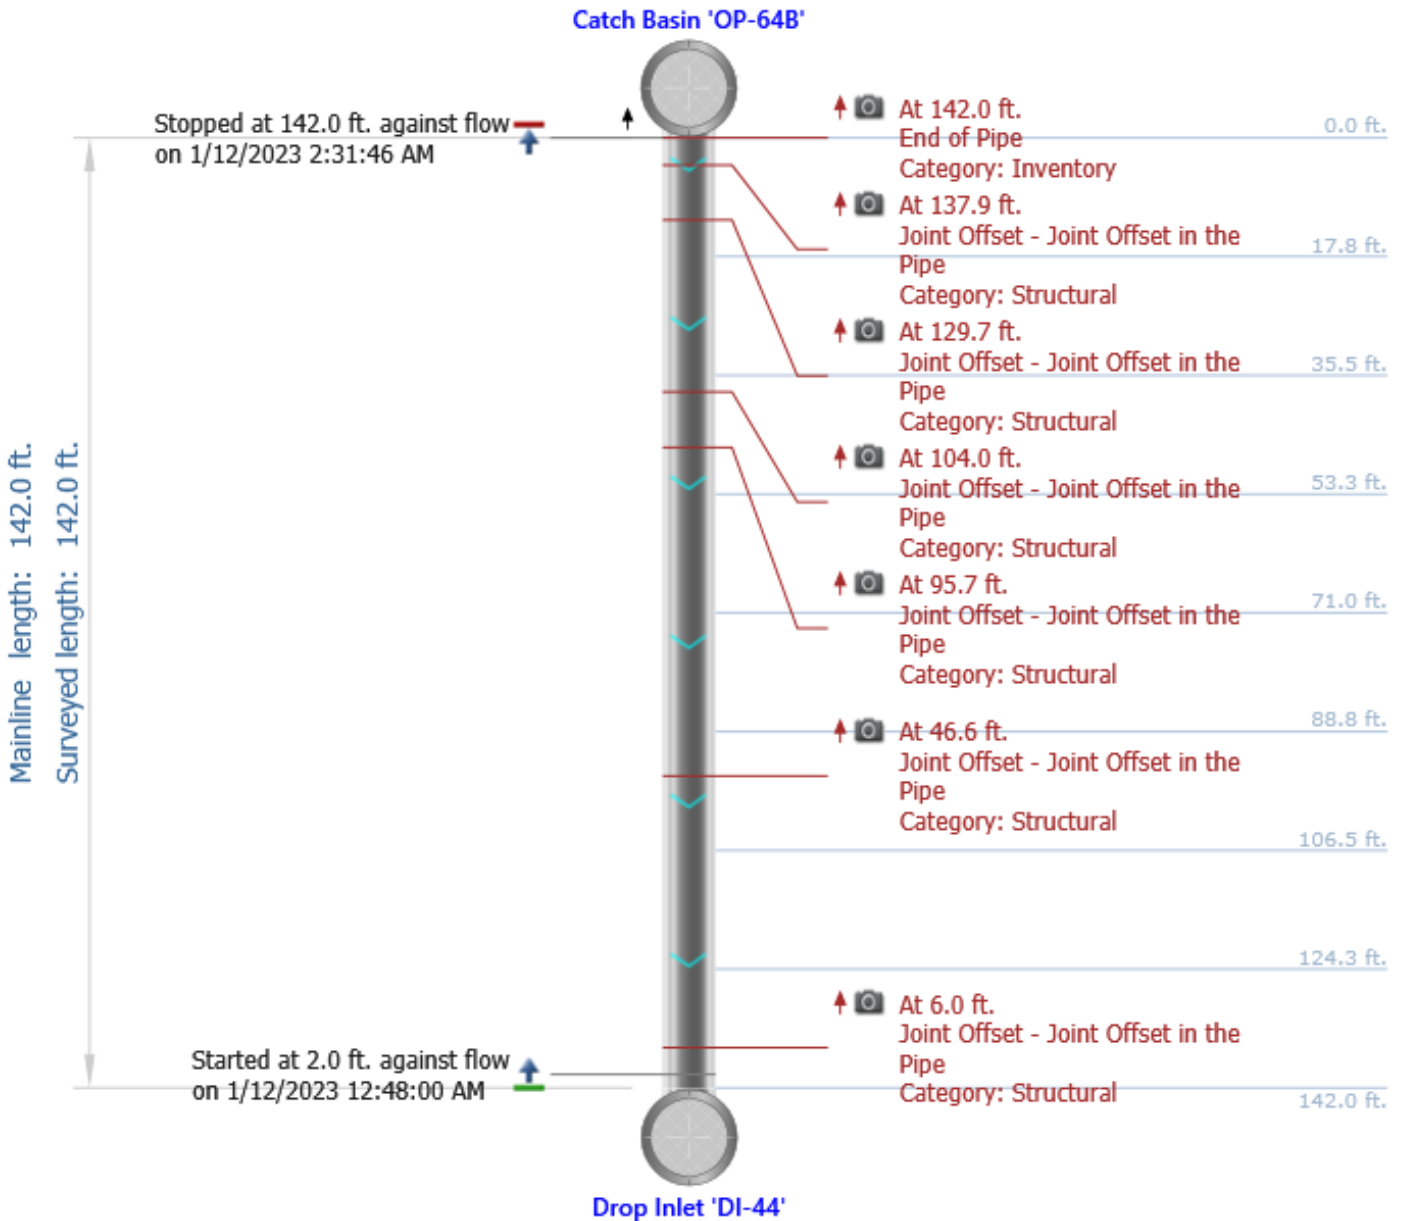 Catch Basin 'OP-64B'
Stopped at 142.0 ft. against flow
on 1/12/2023 2:31:46 AM
At 142.0 ft.
End of Pipe
Category: Inventory
0.0 ft.
At 137.9 ft.
Joint Offset - Joint Offset in the
Pipe
Category: Structural
17.8 ft.
At 129.7 ft.
Joint Offset - Joint Offset in the
Pipe
Category: Structural
35.5 ft.
At 104.0 ft.
Joint Offset - Joint Offset in the
Pipe
Category: Structural
53.3 ft.
At 95.7 ft.
Joint Offset - Joint Offset in the
Pipe
Category: Structural
71.0 ft.
Mainline length: 142.0 ft.
Surveyed length: 142.0 ft.
At 46.6 ft.
Joint Offset - Joint Offset in the
Pipe
Category: Structural
88.8 ft.
106.5 ft.
124.3 ft.
At 6.0 ft.
Joint Offset - Joint Offset in the
Pipe
Category: Structural
142.0 ft.
Started at 2.0 ft. against flow
on 1/12/2023 12:48:00 AM
Drop Inlet 'DI-44'